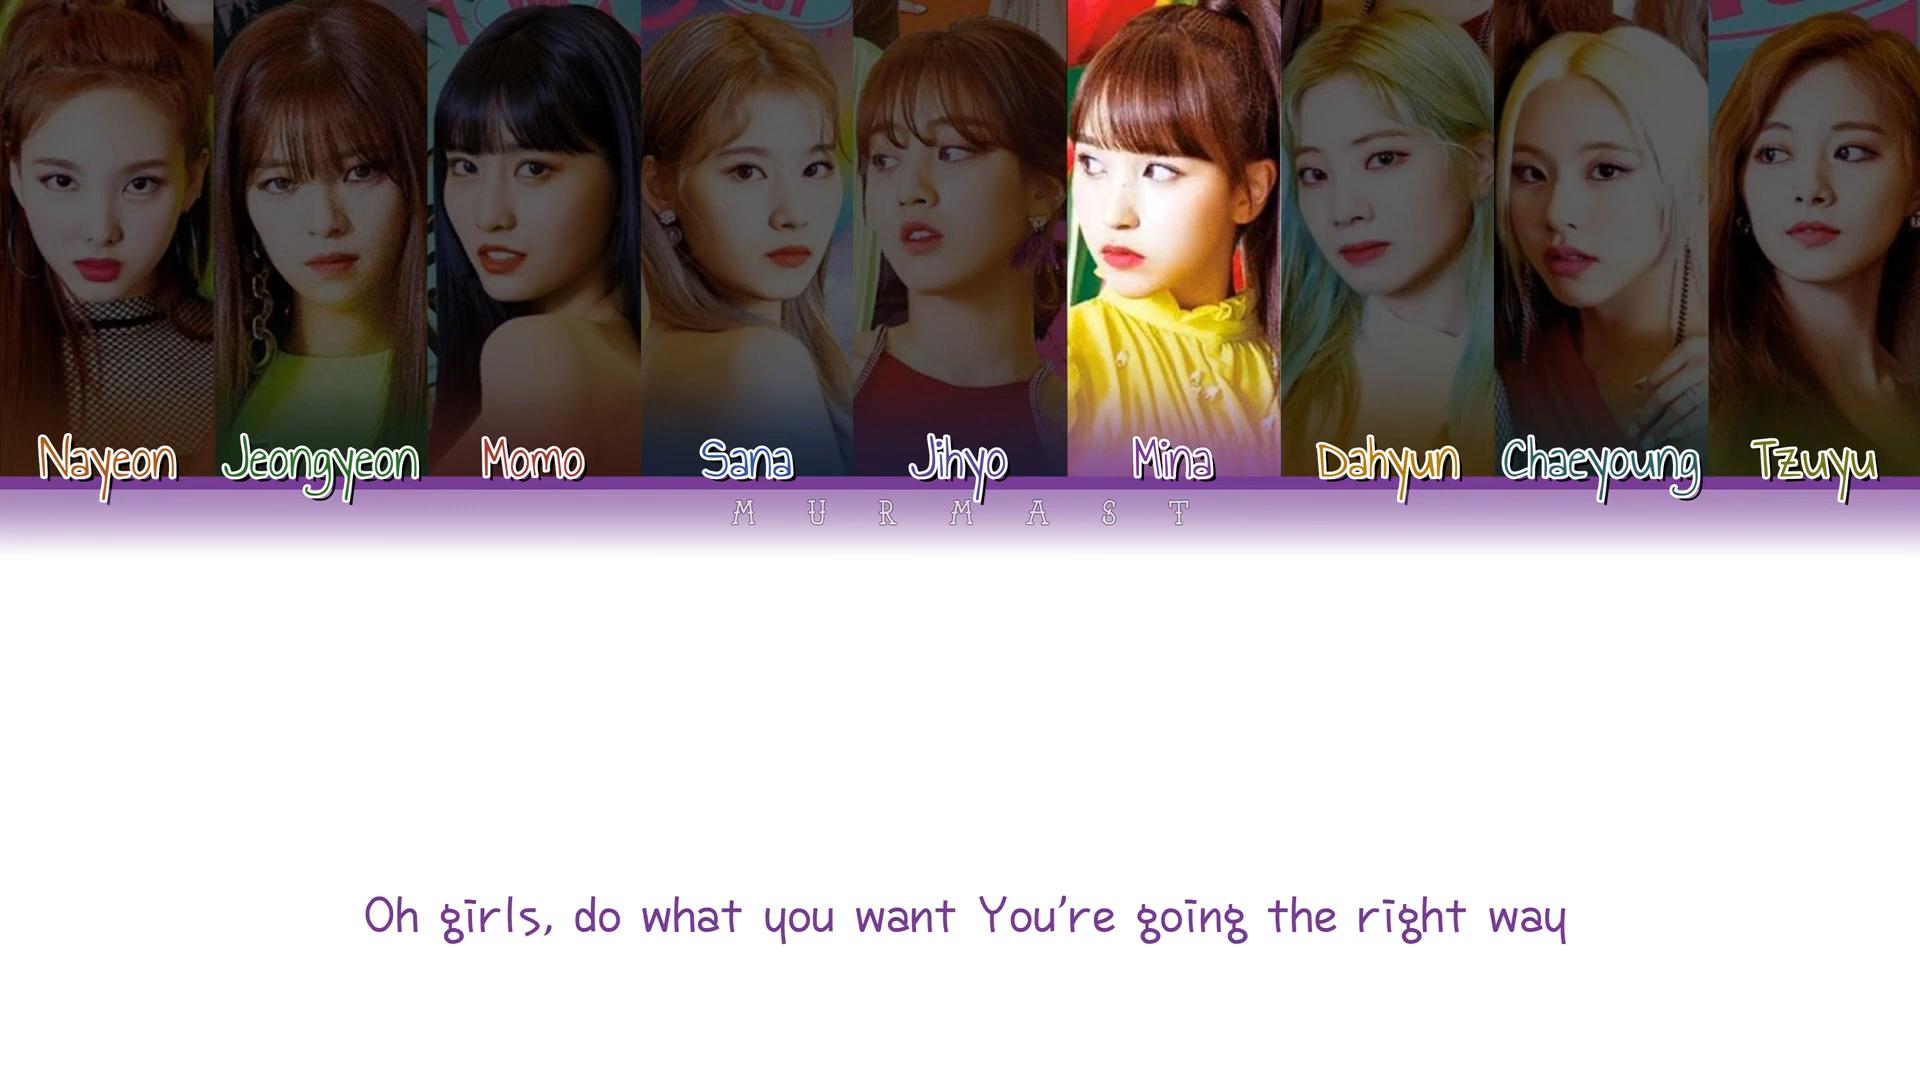 Nayeon Jeongyeon Momo Sana Jihyo Mina Dahyun Chaeyoung Tzuyu
MURMAST
Oh girls, do what you want You're going the right way